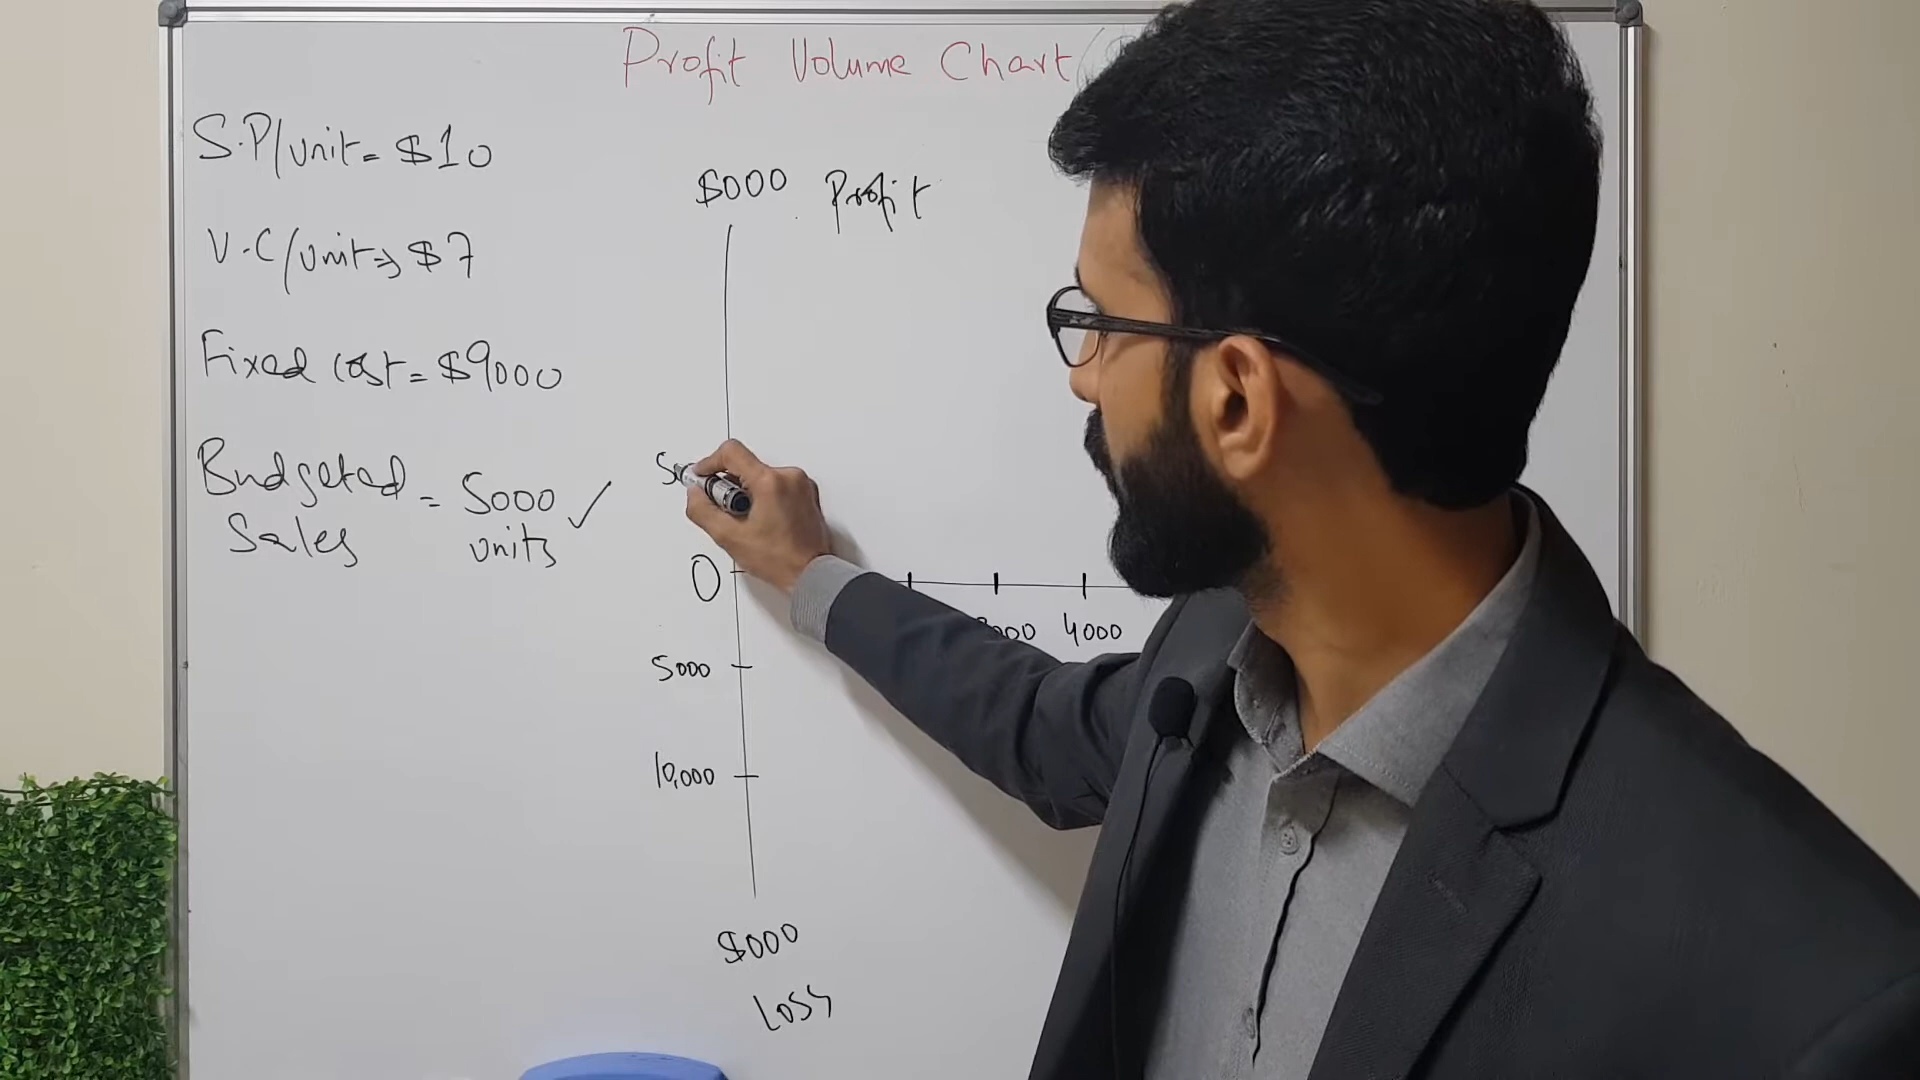 Profit Volume Chart
S.P/unit = $10
V.C/unit => $7
Fixed cost = $9000
Budgeted Sales = 5000 units ✓
$000 Profit
0
4000
5000
10,000
$000
Loss